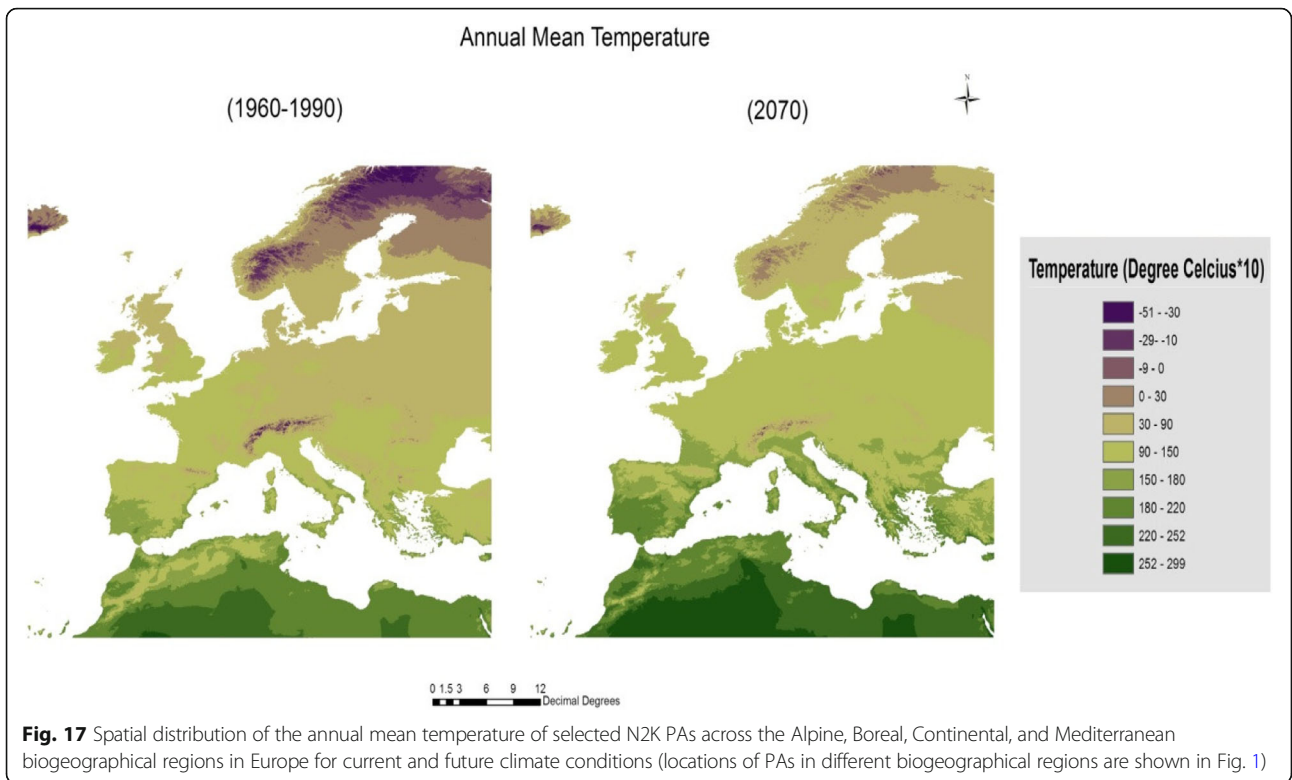 Annual Mean Temperature
N
(1960-1990)
(2070)
Temperature (Degree Celcius*10)
-51 - -30
-29- -10
-9 - 0
0 - 30
30 - 90
90 - 150
150 - 180
180 - 220
220 - 252
252 - 299
0 1.5 3 6 9 12
Decimal Degrees
Fig. 17 Spatial distribution of the annual mean temperature of selected N2K PAs across the Alpine, Boreal, Continental, and Mediterranean
biogeographical regions in Europe for current and future climate conditions (locations of PAs in different biogeographical regions are shown in Fig. 1)